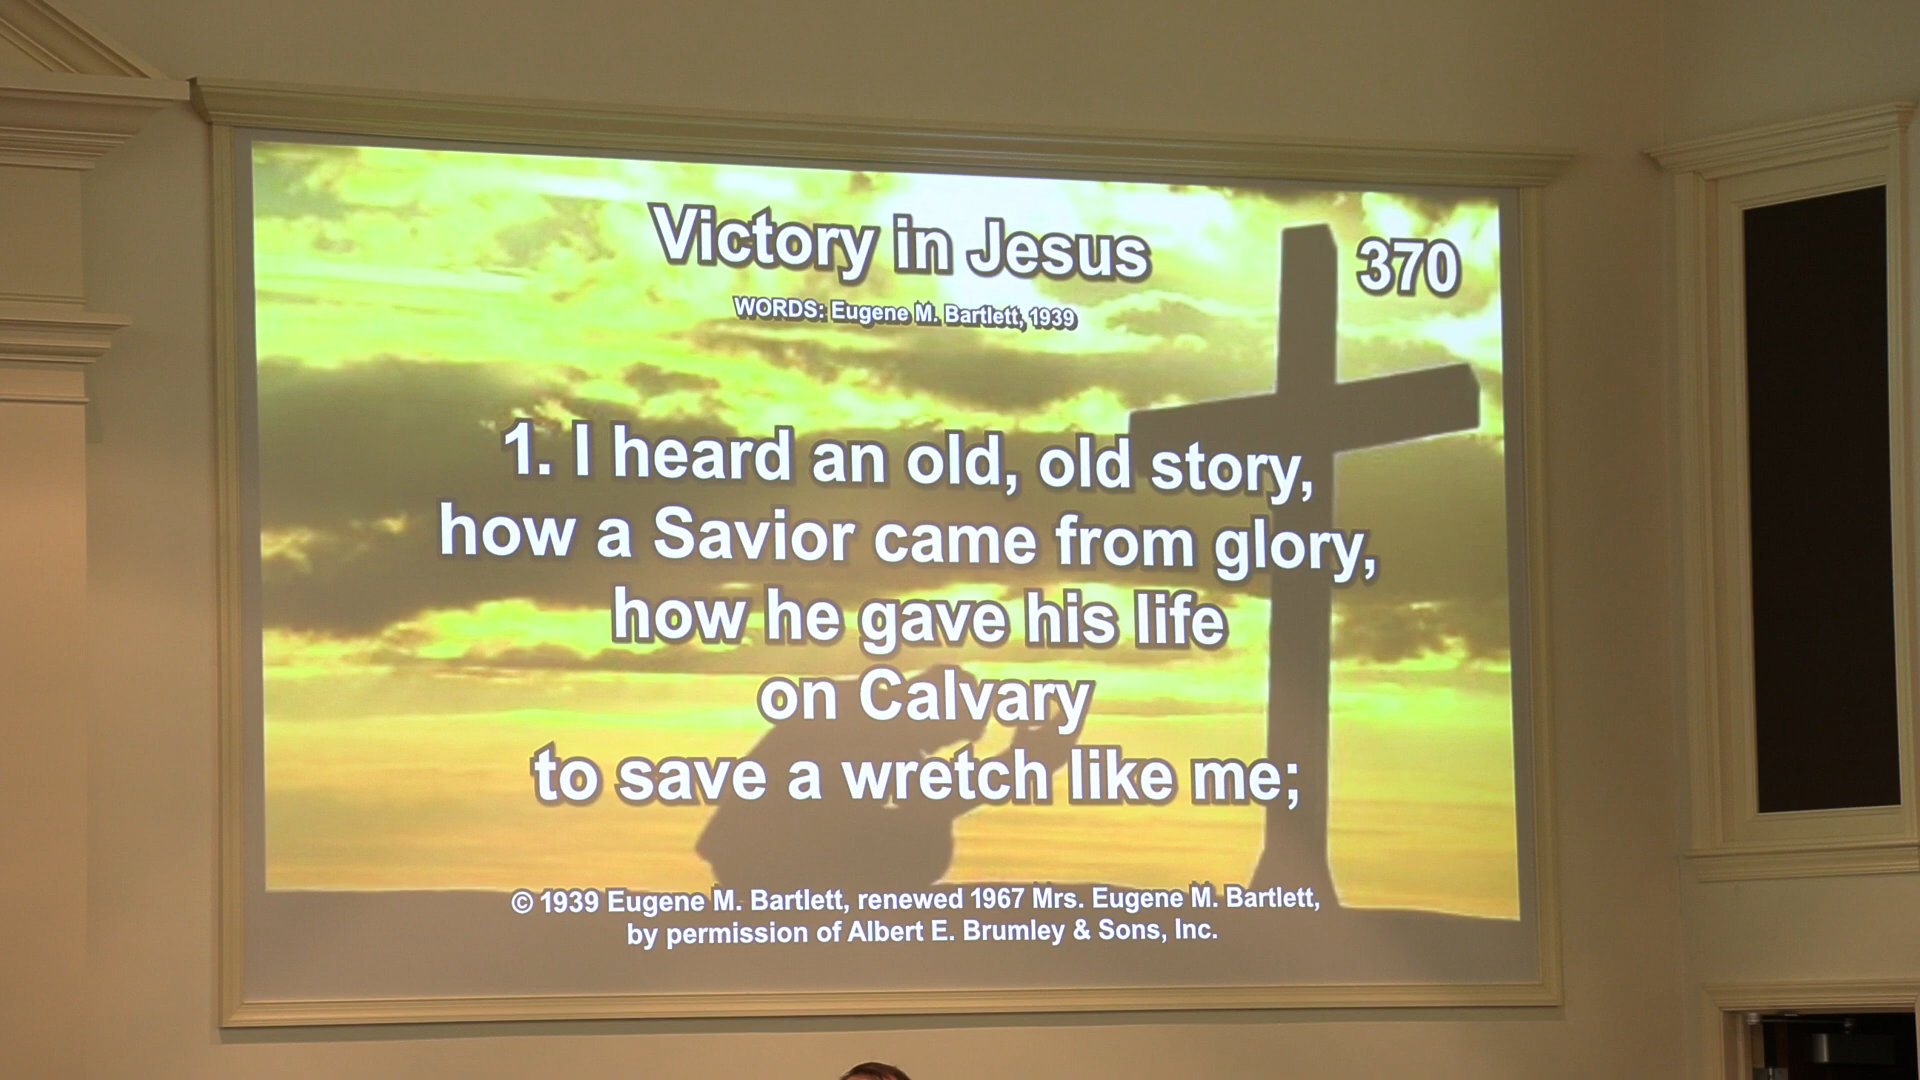 Victory in Jesus
370
WORDS: Eugene M. Bartlett, 1939
1. I heard an old, old story,
how a Savior came from glory,
how he gave his life
on Calvary
to save a wretch like me;
© 1939 Eugene M. Bartlett, renewed 1967 Mrs. Eugene M. Bartlett,
by permission of Albert E. Brumley & Sons, Inc.